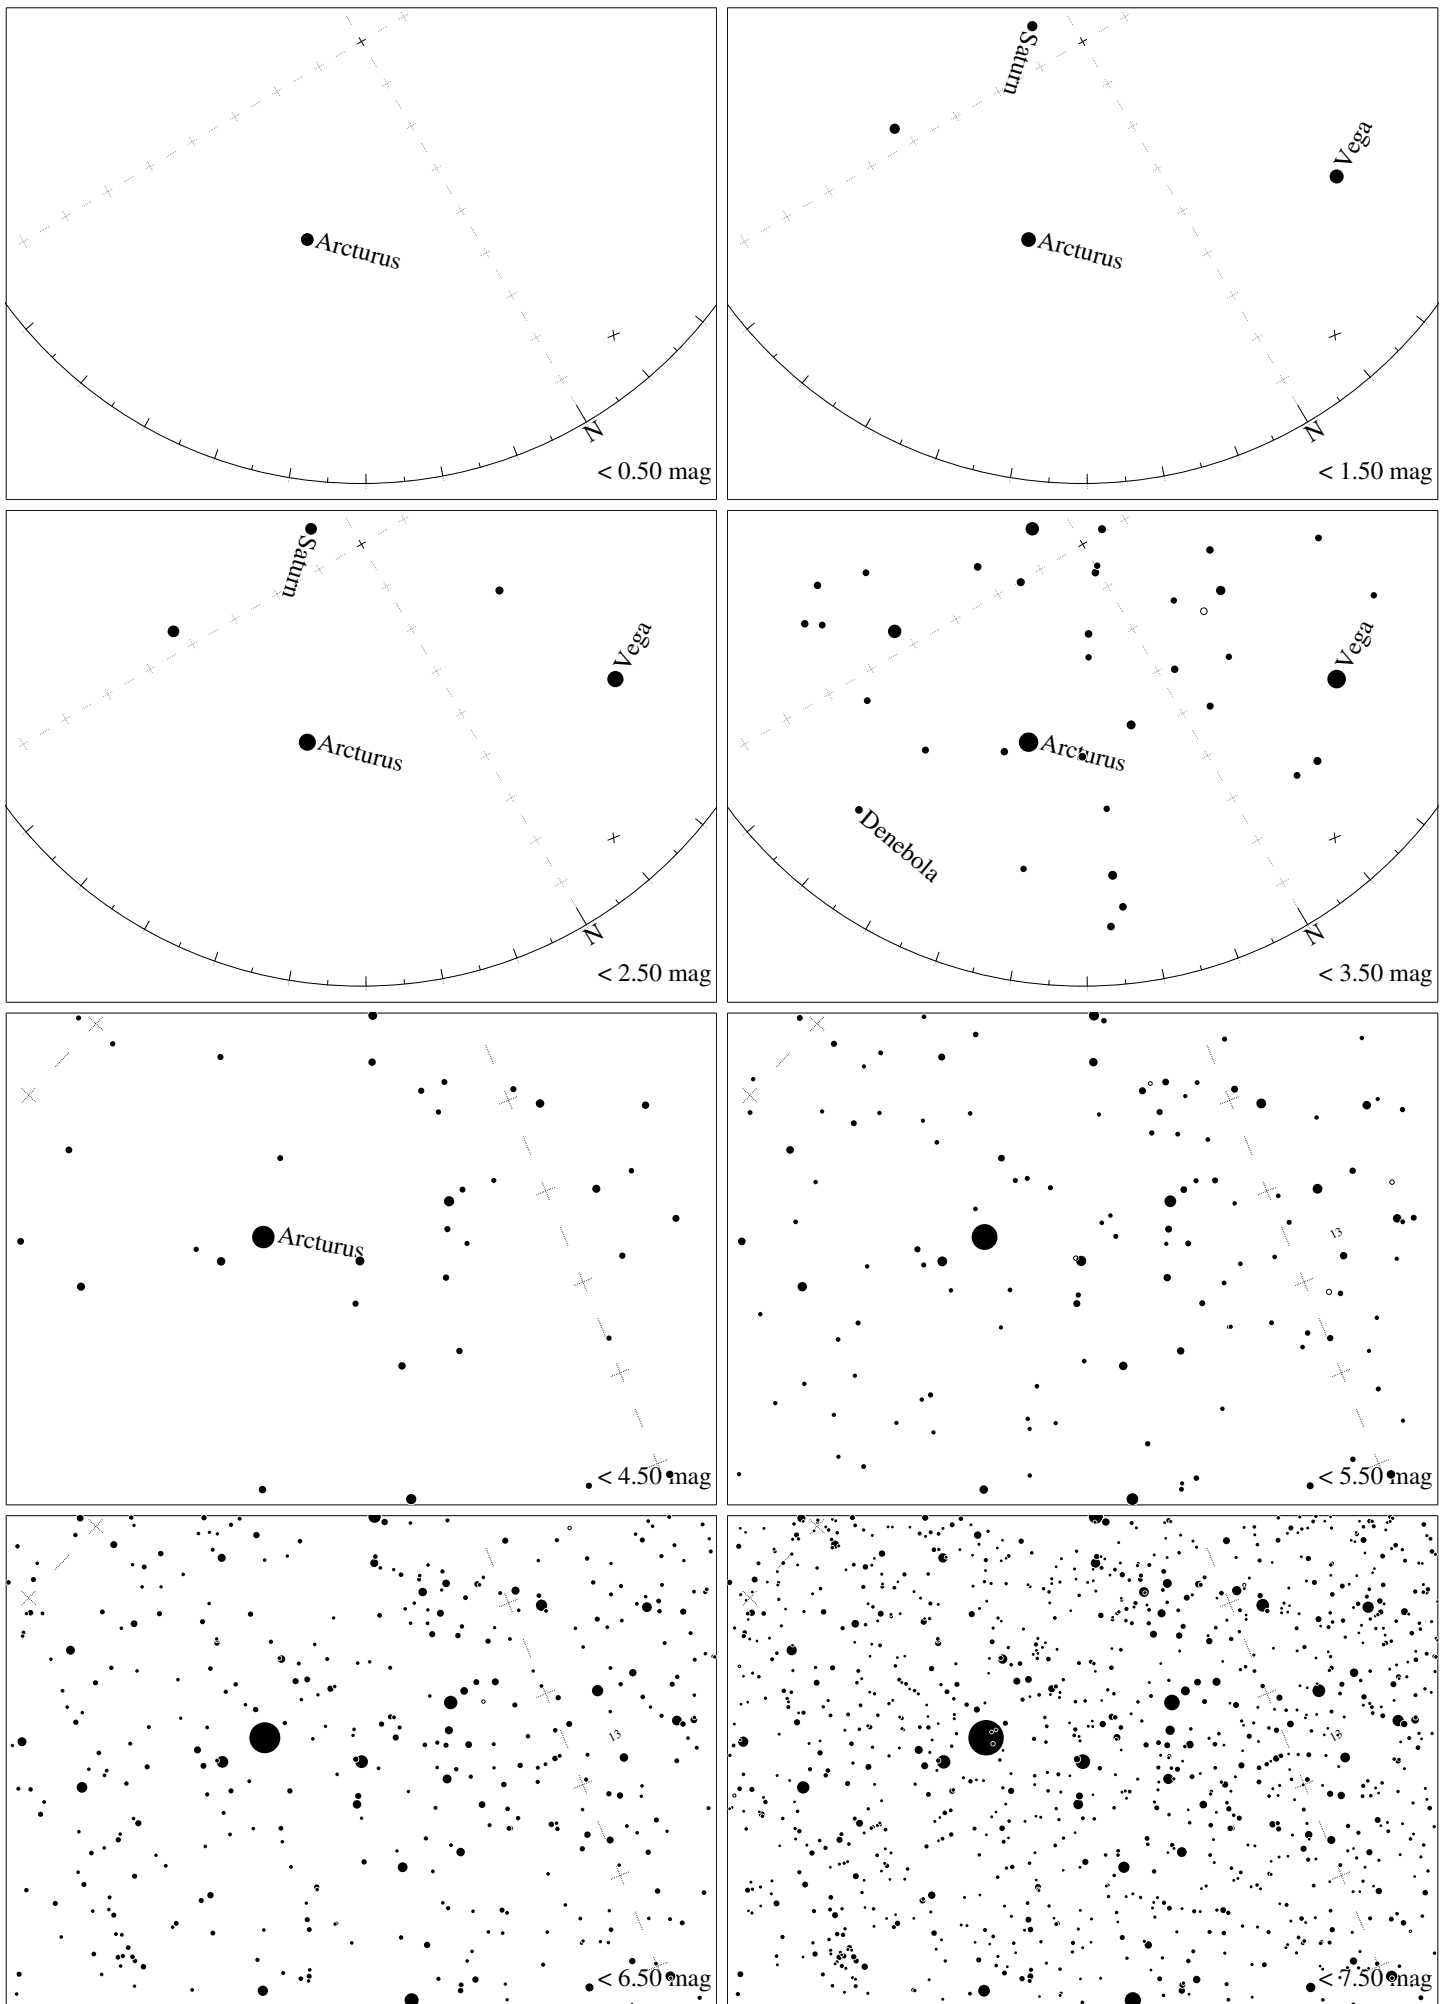 Arcturus
N
< 0.50 mag
Saturn
Vega
Arcturus
N
< 1.50 mag
Saturn
Vega
Arcturus
N
< 2.50 mag
Vega
Arcturus
Denebola
N
< 3.50 mag
Arcturus
< 4.50 mag
13
< 5.50 mag
13
< 6.50 mag
13
< 7.50 mag